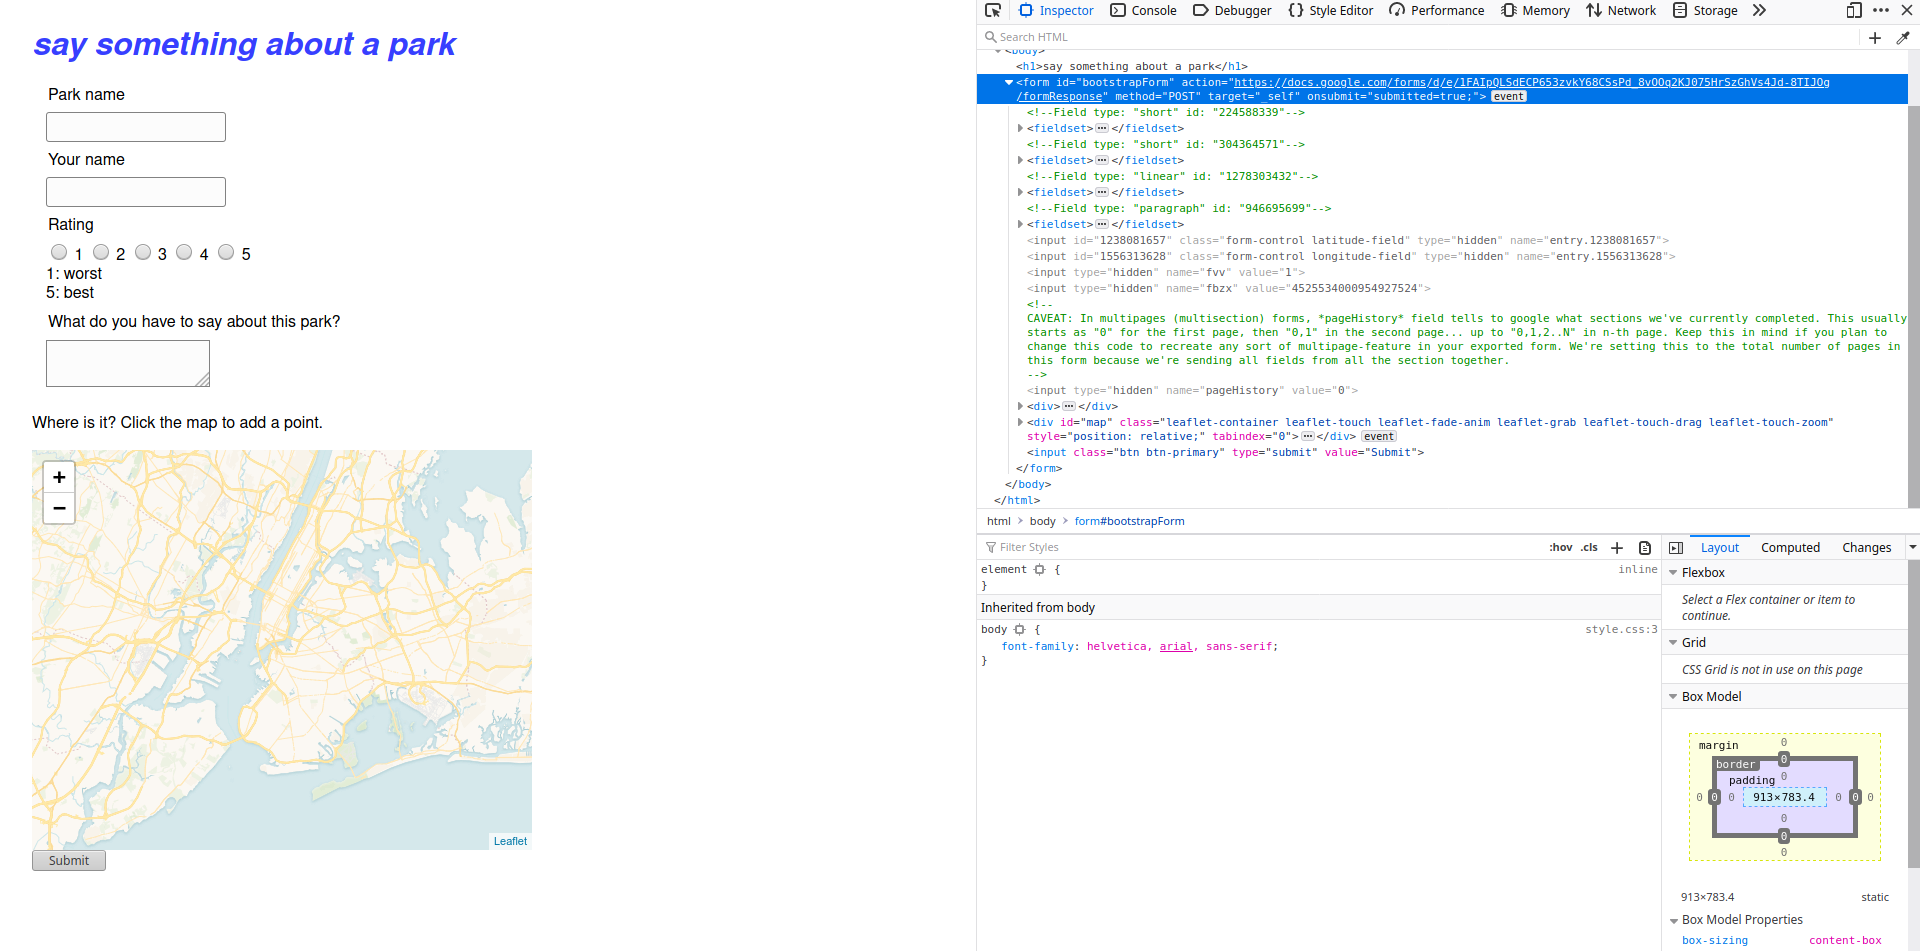 say something about a park
Park name
Your name
Rating
1 2 3 4 5
1: worst
5: best
What do you have to say about this park?
Where is it? Click the map to add a point.
+
−
Leaflet
Submit
Inspector Console Debugger Style Editor Performance Memory Network Storage
Search HTML
<body>
<h1>say something about a park</h1>
<form id="bootstrapForm" action="https://docs.google.com/forms/d/e/1FAIpQLSdECP653zvkY68CSsPd_8vOOq2KJ075HrSzGhVs4Jd-8TIJOg
/formResponse" method="POST" target="_self" onsubmit="submitted=true;"> event
<!--Field type: "short" id: "224588339"-->
<fieldset>···</fieldset>
<!--Field type: "short" id: "304364571"-->
<fieldset>···</fieldset>
<!--Field type: "linear" id: "1278303432"-->
<fieldset>···</fieldset>
<!--Field type: "paragraph" id: "946695699"-->
<fieldset>···</fieldset>
<input id="1238081657" class="form-control latitude-field" type="hidden" name="entry.1238081657">
<input id="1556313628" class="form-control longitude-field" type="hidden" name="entry.1556313628">
<input type="hidden" name="fvv" value="1">
<input type="hidden" name="fbzx" value="4525534000954927524">
<!--
CAVEAT: In multipages (multisection) forms, *pageHistory* field tells to google what sections we've currently completed. This usually
starts as "0" for the first page, then "0,1" in the second page... up to "0,1,2..N" in n-th page. Keep this in mind if you plan to
change this code to recreate any sort of multipage-feature in your exported form. We're setting this to the total number of pages in
this form because we're sending all fields from all the section together.
-->
<input type="hidden" name="pageHistory" value="0">
<div>···</div>
<div id="map" class="leaflet-container leaflet-touch leaflet-fade-anim leaflet-grab leaflet-touch-drag leaflet-touch-zoom"
style="position: relative;" tabindex="0">···</div> event
<input class="btn btn-primary" type="submit" value="Submit">
</form>
</body>
</html>
html > body > form#bootstrapForm
Filter Styles :hov .cls +
element { inline
}
Inherited from body
body { style.css:3
font-family: helvetica, arial, sans-serif;
}
Layout Computed Changes
Flexbox
Select a Flex container or item to
continue.
Grid
CSS Grid is not in use on this page
Box Model
margin 0
border 0
padding 0
0 0 0 913×783.4 0 0 0
0
0
0
913×783.4 static
Box Model Properties
box-sizing content-box